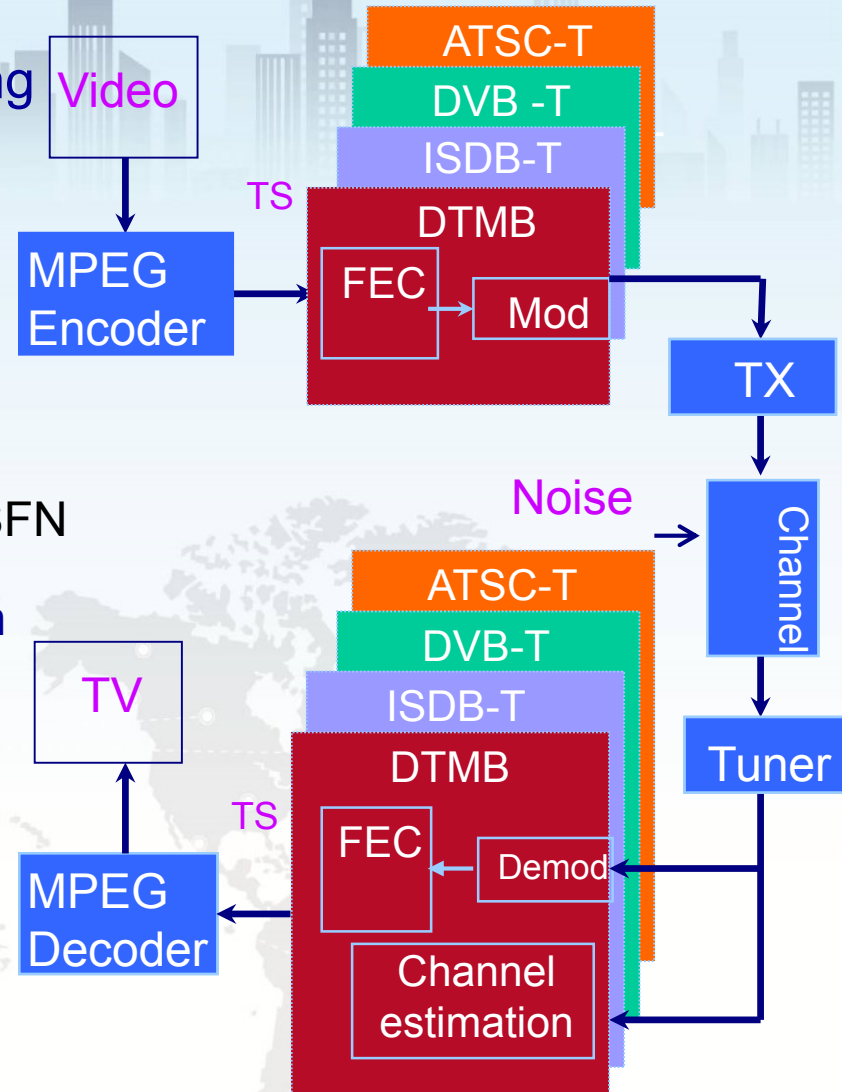 Video
ATSC-T
DVB -T
ISDB-T
TS
DTMB
MPEG
Encoder
FEC
Mod
TX
Noise
Channel
ATSC-T
DVB-T
TV
ISDB-T
Tuner
DTMB
TS
FEC
Demod
MPEG
Decoder
Channel
estimation